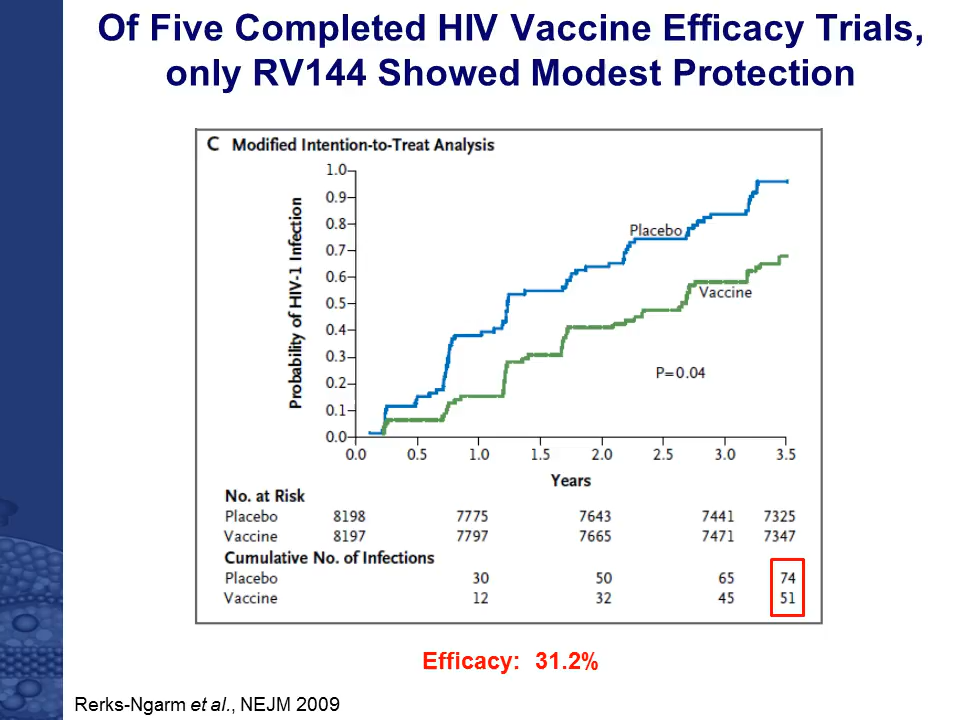 Of Five Completed HIV Vaccine Efficacy Trials,
only RV144 Showed Modest Protection
C Modified Intention-to-Treat Analysis
Probability of HIV-1 Infection
1.0
0.9
0.8
0.7
0.6
0.5
0.4
0.3
0.2
0.1
0.0
Placebo
Vaccine
P=0.04
0.0 0.5 1.0 1.5 2.0 2.5 3.0 3.5
Years
No. at Risk
Placebo 8198 7775 7643 7441 7325
Vaccine 8197 7797 7665 7471 7347
Cumulative No. of Infections
Placebo 30 50 65 74
Vaccine 12 32 45 51
Efficacy: 31.2%
Rerks-Ngarm et al., NEJM 2009